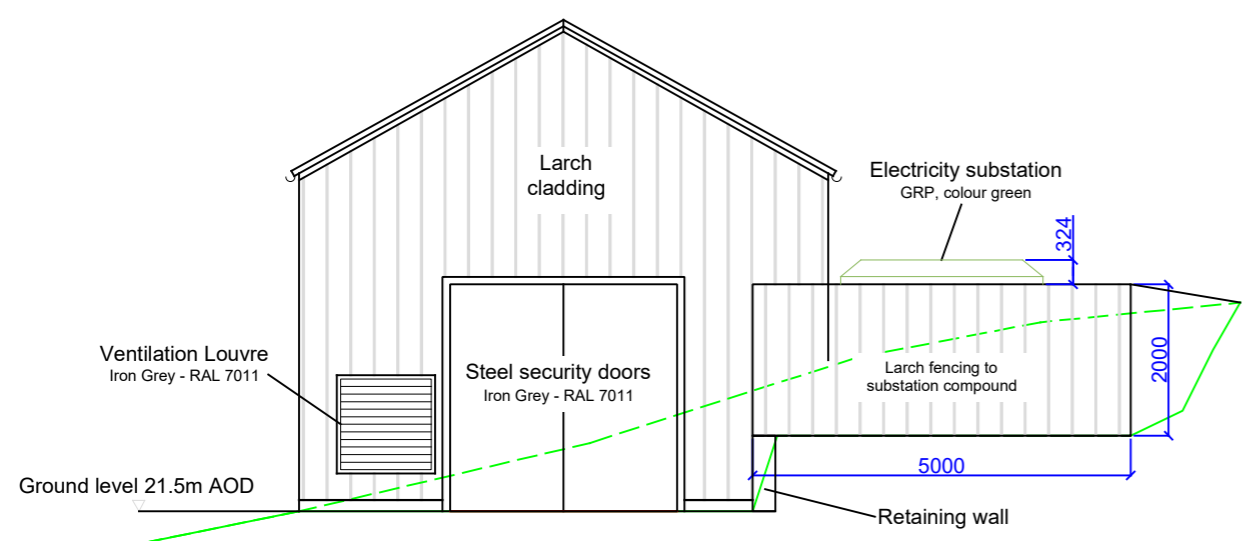 Larch
cladding
Electricity substation
GRP, colour green
324
Ventilation Louvre
Iron Grey - RAL 7011
Steel security doors
Iron Grey - RAL 7011
Larch fencing to
substation compound
2000
5000
Ground level 21.5m AOD
Retaining wall